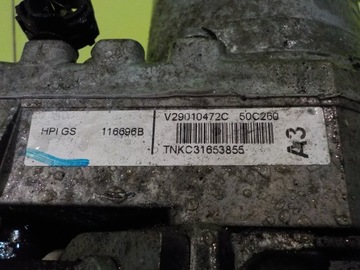 V29010472C 50C260
HPI GS 116696B
TNKC31653855
A3